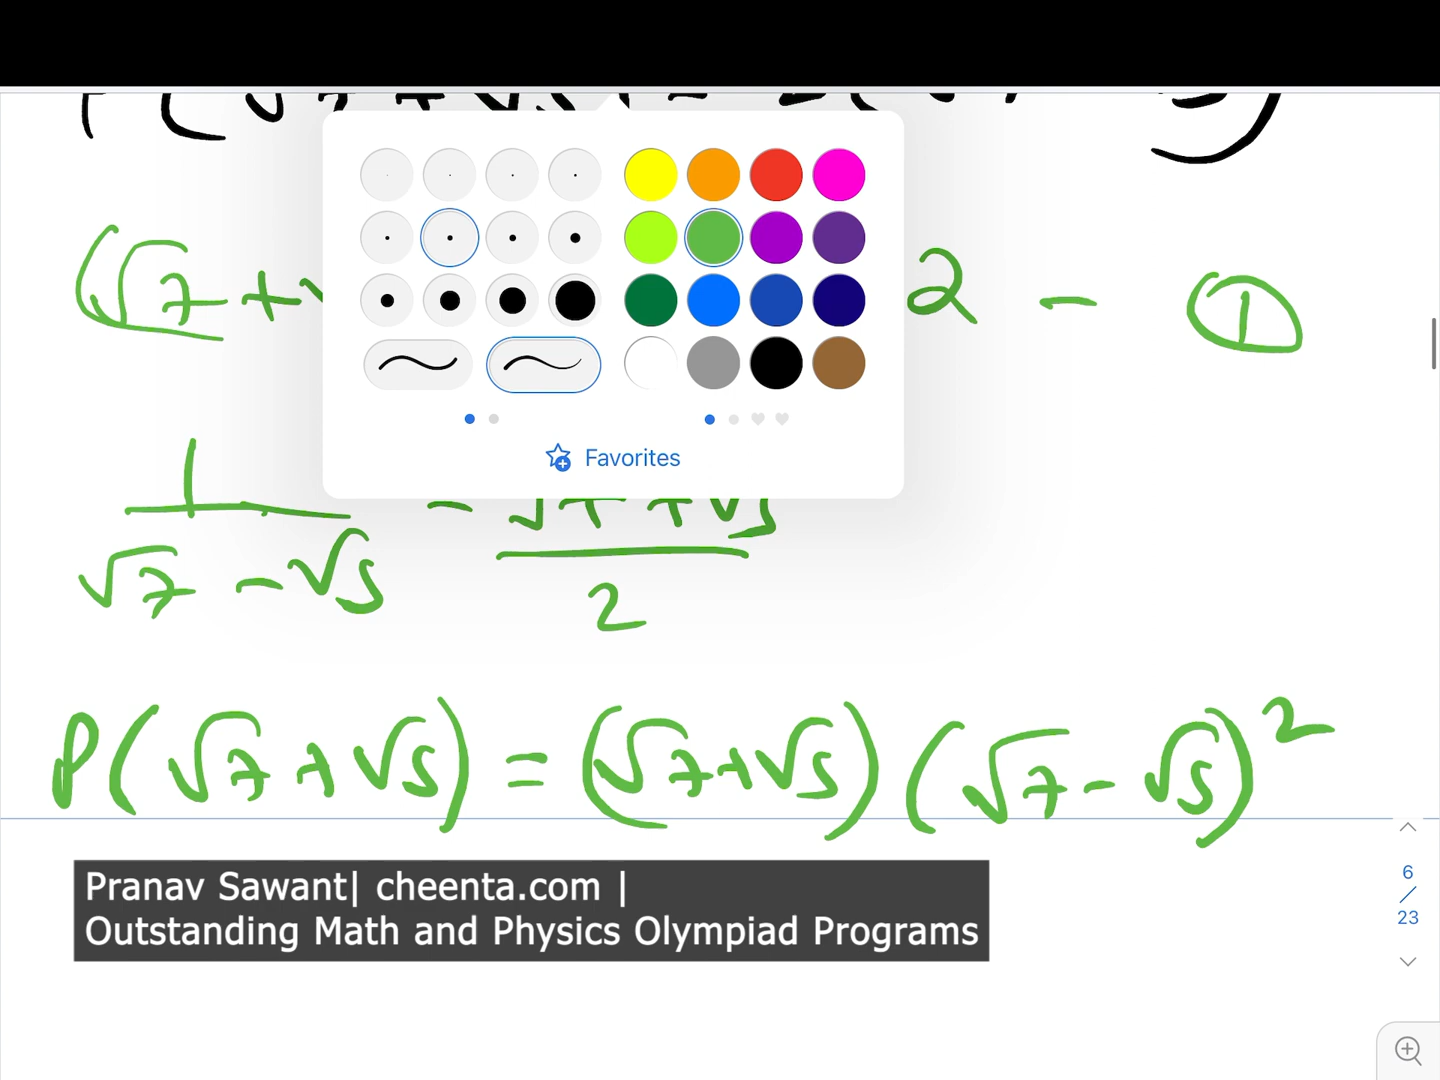 (√7 + √ 2 - ①
1
√7 - √5 = √7 + √5
2
P(√7 + √5) = (√7+√5)(√7 - √5)²
Favorites
Pranav Sawant| cheenta.com |
Outstanding Math and Physics Olympiad Programs
6
/
23